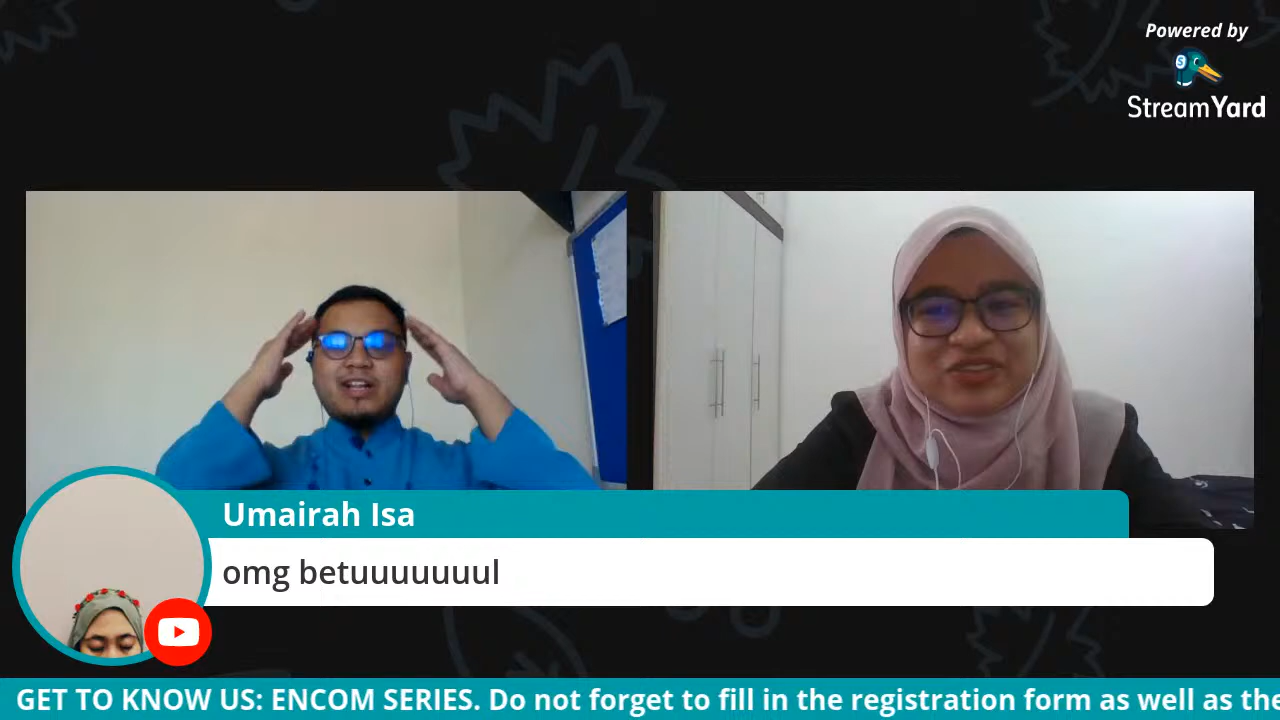 Powered by
StreamYard
Umairah Isa
omg betuuuuuuul
GET TO KNOW US: ENCOM SERIES. Do not forget to fill in the registration form as well as the